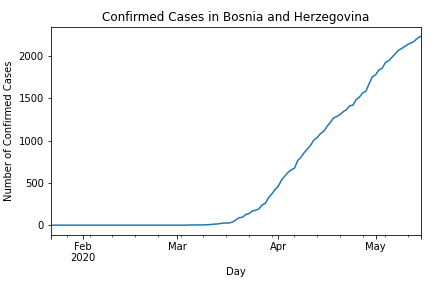 Confirmed Cases in Bosnia and Herzegovina
Number of Confirmed Cases
2000
1500
1000
500
0
Feb
2020
Mar
Apr
May
Day